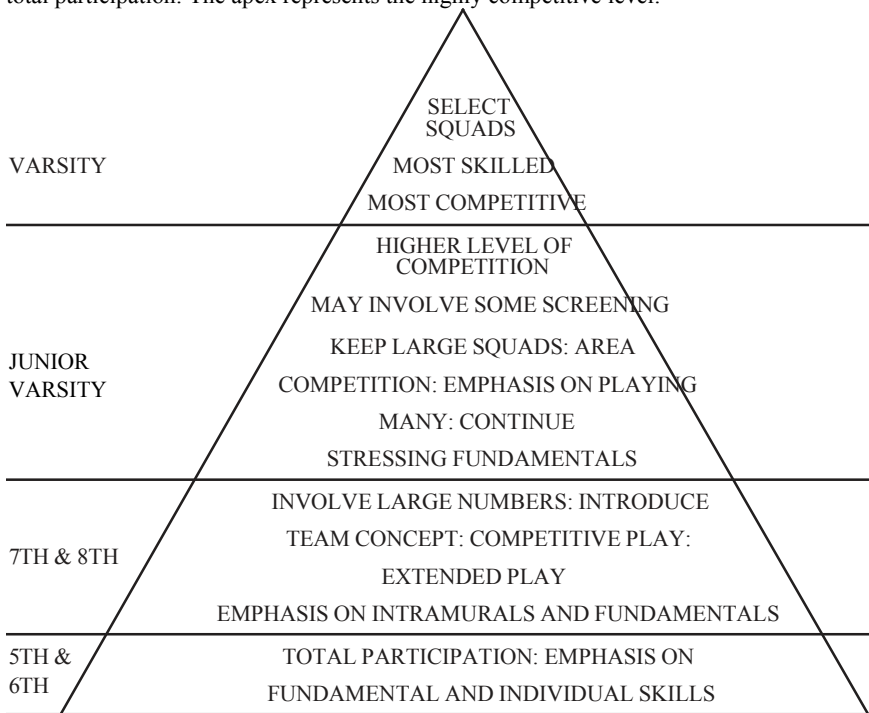 total participation. The apex represents the highly competitive level.
SELECT
SQUADS
VARSITY
MOST SKILLED
MOST COMPETITIVE
HIGHER LEVEL OF
COMPETITION
MAY INVOLVE SOME SCREENING
KEEP LARGE SQUADS: AREA
JUNIOR
VARSITY
COMPETITION: EMPHASIS ON PLAYING
MANY: CONTINUE
STRESSING FUNDAMENTALS
INVOLVE LARGE NUMBERS: INTRODUCE
TEAM CONCEPT: COMPETITIVE PLAY:
7TH & 8TH
EXTENDED PLAY
EMPHASIS ON INTRAMURALS AND FUNDAMENTALS
5TH &
6TH
TOTAL PARTICIPATION: EMPHASIS ON
FUNDAMENTAL AND INDIVIDUAL SKILLS